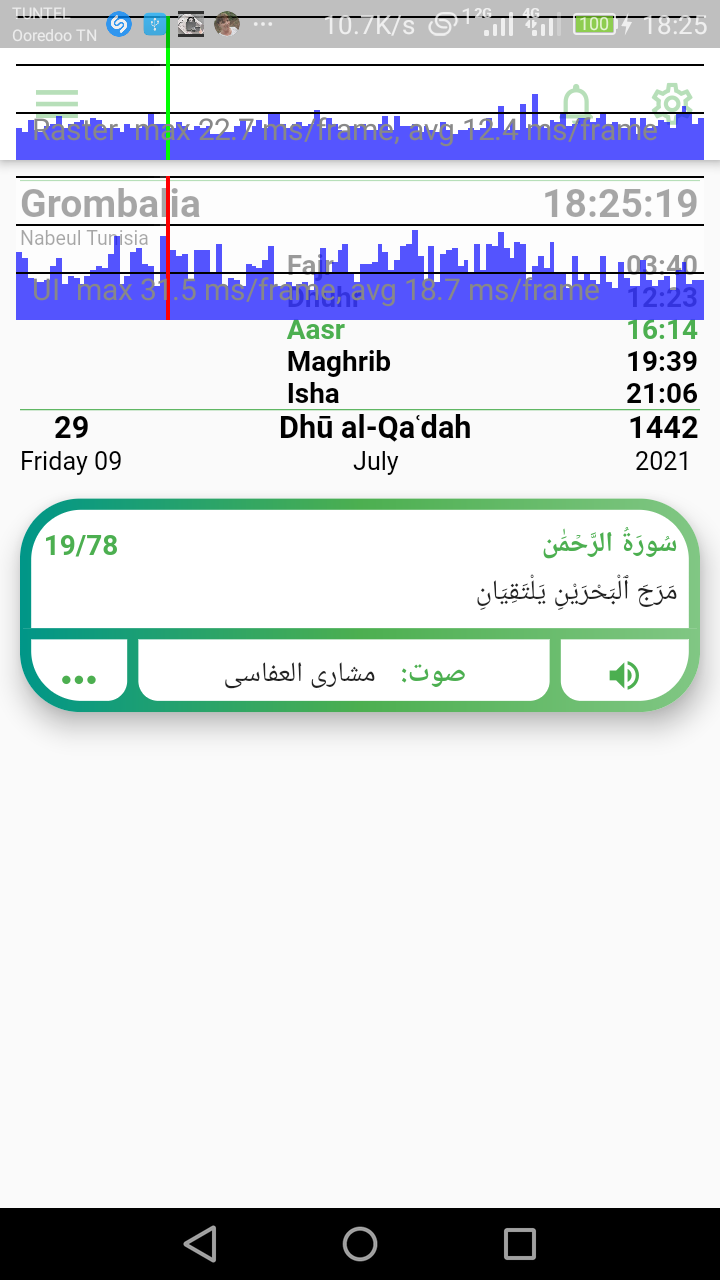 TUNTEL
Ooredoo TN
10.7K/s 1 2G 4G 100 18:25
Raster max 22.7 ms/frame, avg 12.4 ms/frame
Grombalia 18:25:19
Nabeul Tunisia
Fajr 03:40
UI max 31.5 ms/frame, avg 18.7 ms/frame
Dhuhr 12:23
Aasr 16:14
Maghrib 19:39
Isha 21:06
29 Dhū al-Qaʿdah 1442
Friday 09 July 2021
19/78 سُورَةُ الرَّحْمَٰن
مَرَجَ ٱلْبَحْرَيْنِ يَلْتَقِيَانِ
صوت: مشارى العفاسى